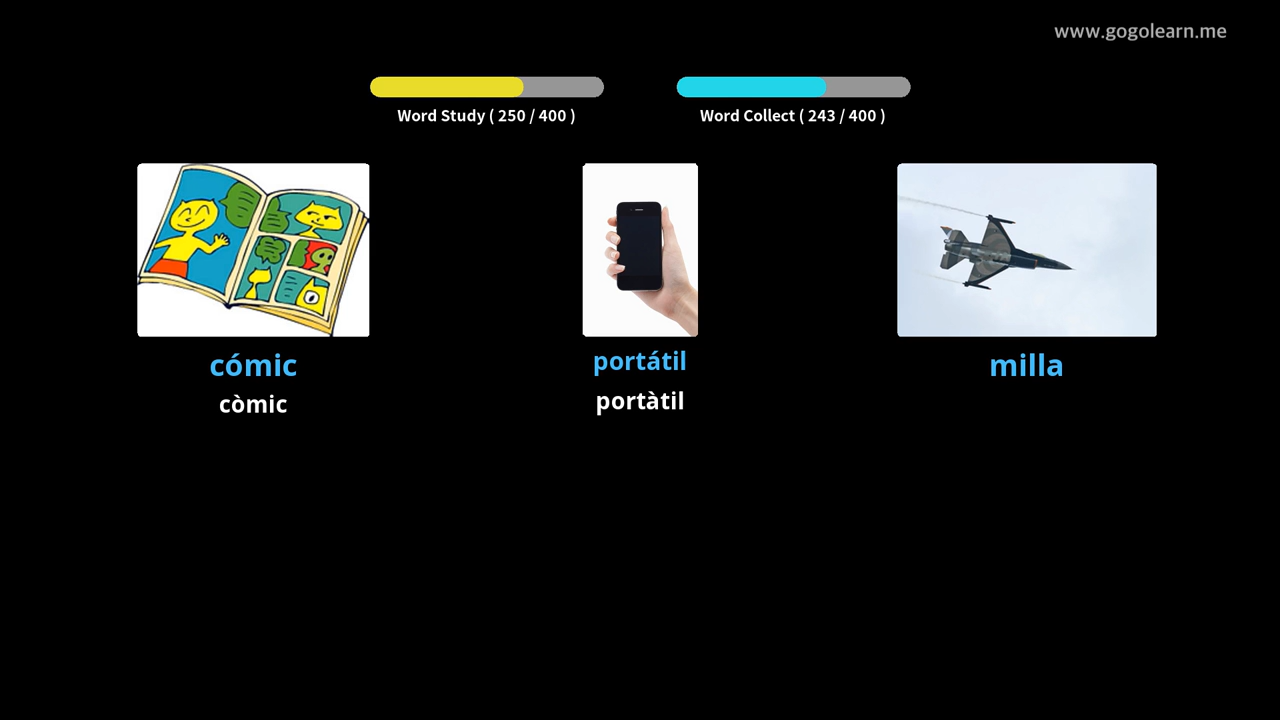 www.gogolearn.me
Word Study ( 250 / 400 )
Word Collect ( 243 / 400 )
cómic
còmic
portátil
portàtil
milla